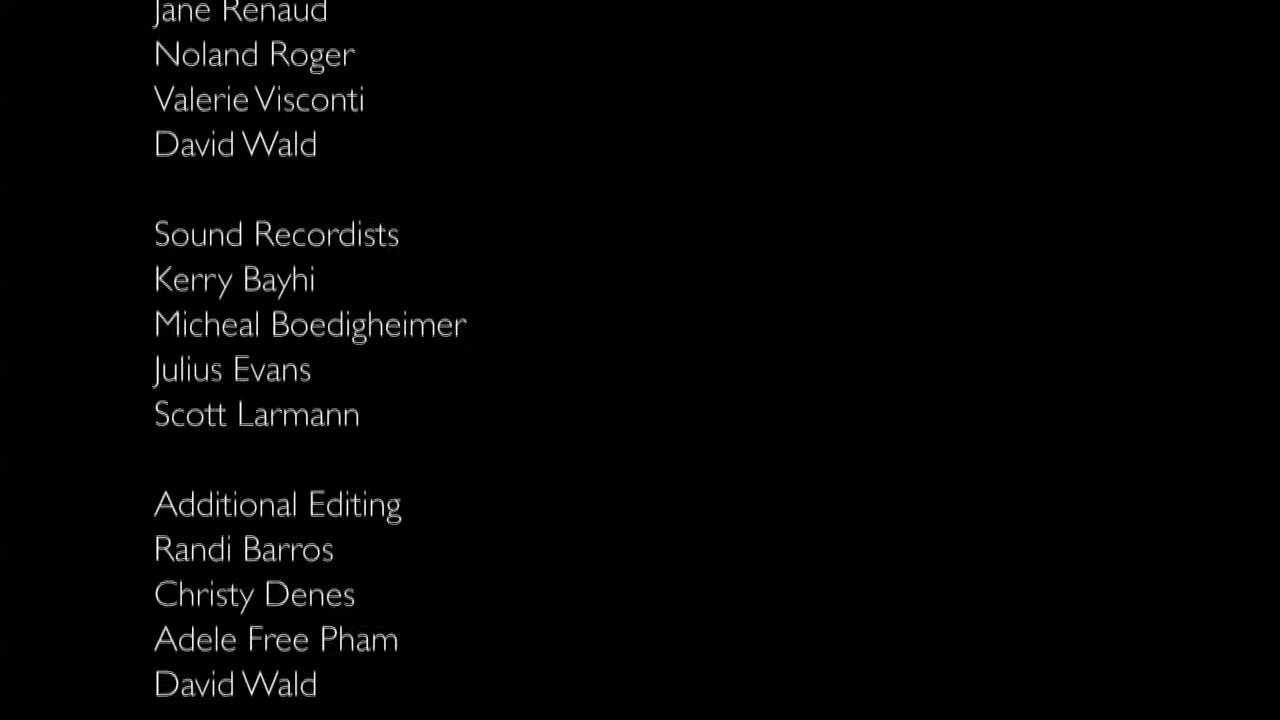 Jane Renaud
Noland Roger
Valerie Visconti
David Wald
Sound Recordists
Kerry Bayhi
Micheal Boedigheimer
Julius Evans
Scott Larmann
Additional Editing
Randi Barros
Christy Denes
Adele Free Pham
David Wald